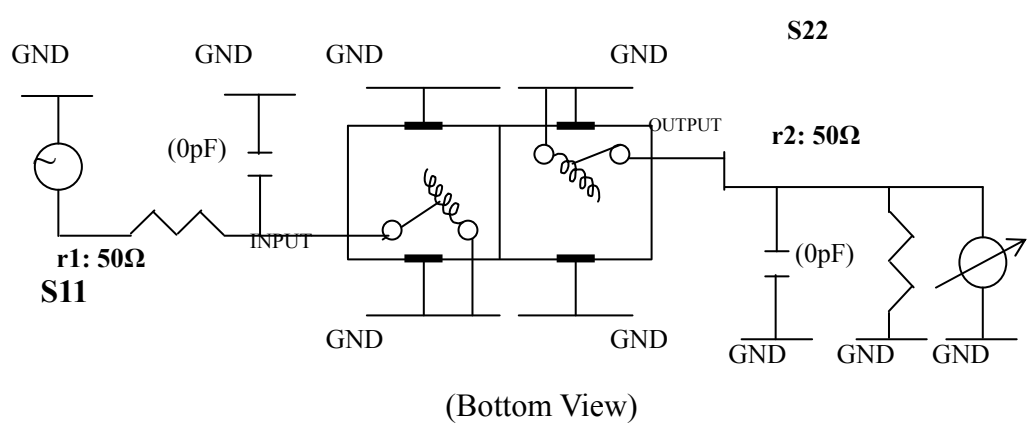 S22
GND GND GND GND
OUTPUT
r2: 50Ω
(0pF)
INPUT
r1: 50Ω
(0pF)
S11
GND GND
GND GND GND
(Bottom View)